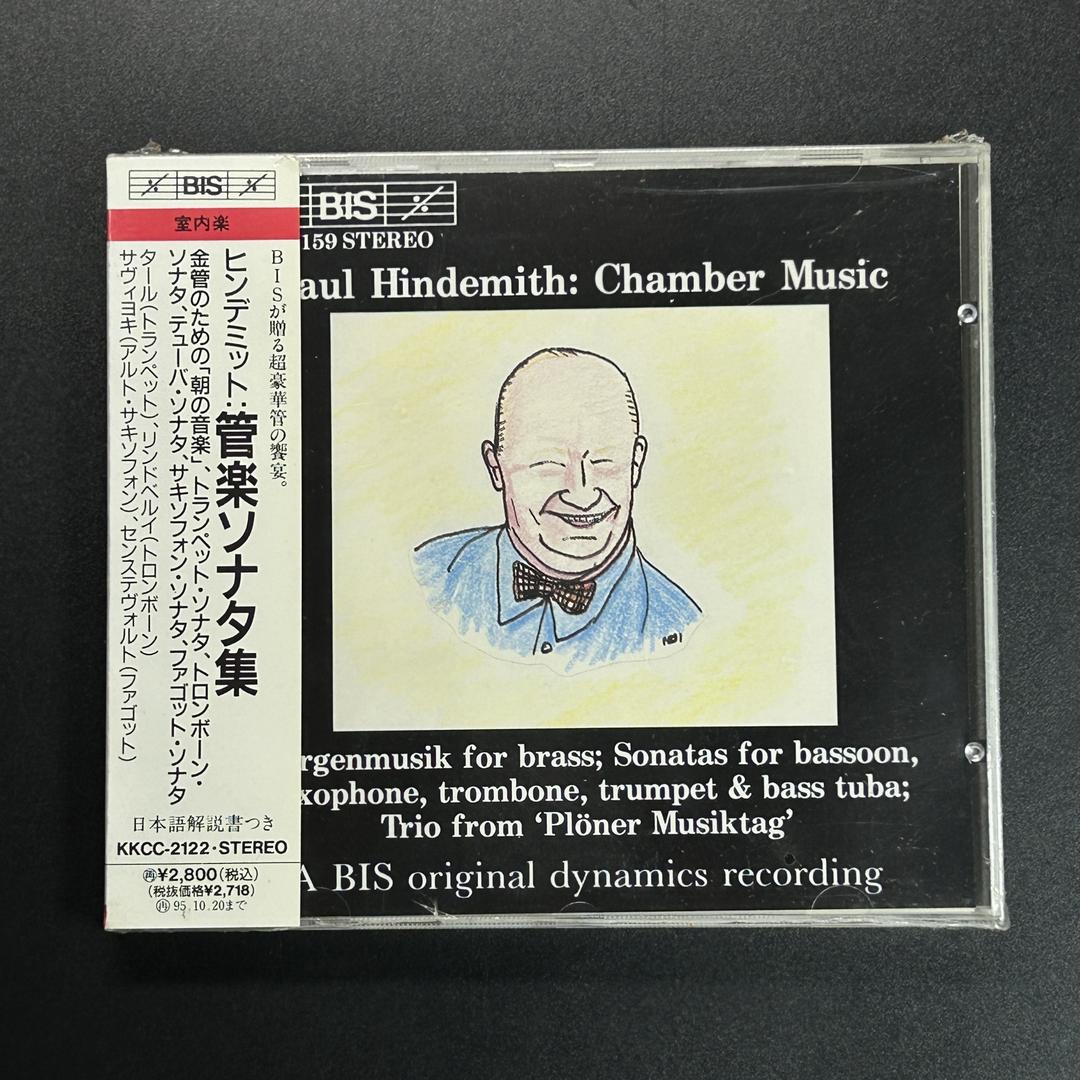 BIS
室内楽
BISが贈る超豪華管の饗宴。
ヒンデミット:管楽ソナタ集
金管のための「朝の音楽」、トランペット・ソナタ、トロンボーン・
ソナタ、テューバ・ソナタ、サキソフォン・ソナタ、ファゴット・ソナタ
タール(トランペット)、リンドベルイ(トロンボーン)
サヴィヨキ(アルト・サキソフォン)、センステヴォルト(ファゴット)
日本語解説書つき
KKCC-2122・STEREO
再¥2,800(税込)
(税抜価格¥2,718)
再95.10.20まで
BIS
159 STEREO
aul Hindemith: Chamber Music
rgenmusik for brass; Sonatas for bassoon,
xophone, trombone, trumpet & bass tuba;
Trio from ‘Plöner Musiktag’
A BIS original dynamics recording